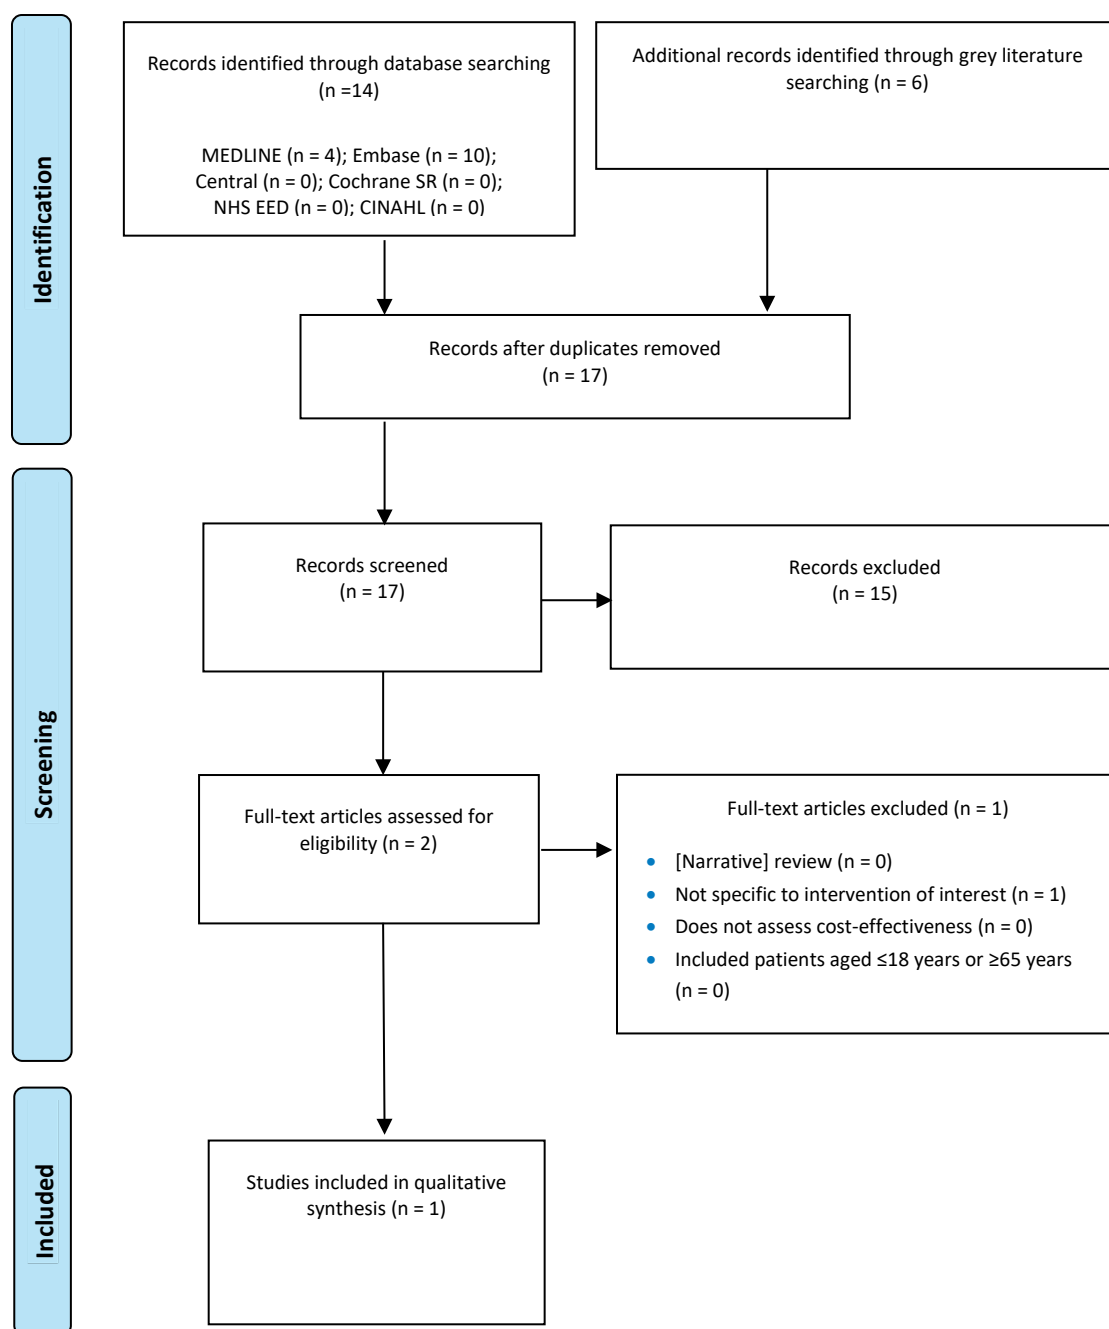 Identification
Records identified through database searching
(n =14)
MEDLINE (n = 4); Embase (n = 10);
Central (n = 0); Cochrane SR (n = 0);
NHS EED (n = 0); CINAHL (n = 0)
Additional records identified through grey literature
searching (n = 6)
Records after duplicates removed
(n = 17)
Screening
Records screened
(n = 17)
Records excluded
(n = 15)
Full-text articles assessed for
eligibility (n = 2)
Full-text articles excluded (n = 1)
• [Narrative] review (n = 0)
• Not specific to intervention of interest (n = 1)
• Does not assess cost-effectiveness (n = 0)
• Included patients aged ≤18 years or ≥65 years
(n = 0)
Included
Studies included in qualitative
synthesis (n = 1)